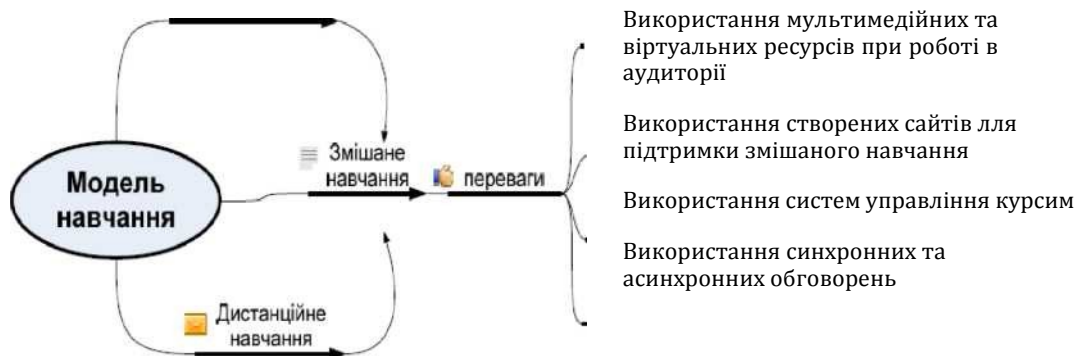 Використання мультимедійних та
віртуальних ресурсів при роботі в
аудиторії
Використання створених сайтів лля
підтримки змішаного навчання
Використання систем управління курсим
Використання синхронних та
асинхронних обговорень
Модель
навчання
Змішане
навчання
переваги
Дистанційне
навчання